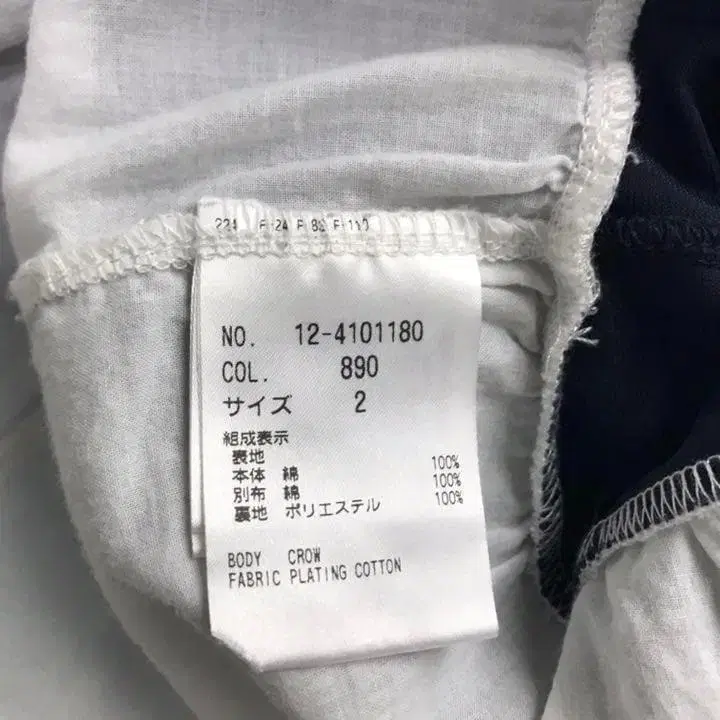 NO. 12-4101180
COL. 890
サイズ 2
組成表示
表地
本体 綿 100%
別布 綿 100%
裏地 ポリエステル 100%
BODY CROW
FABRIC PLATING COTTON